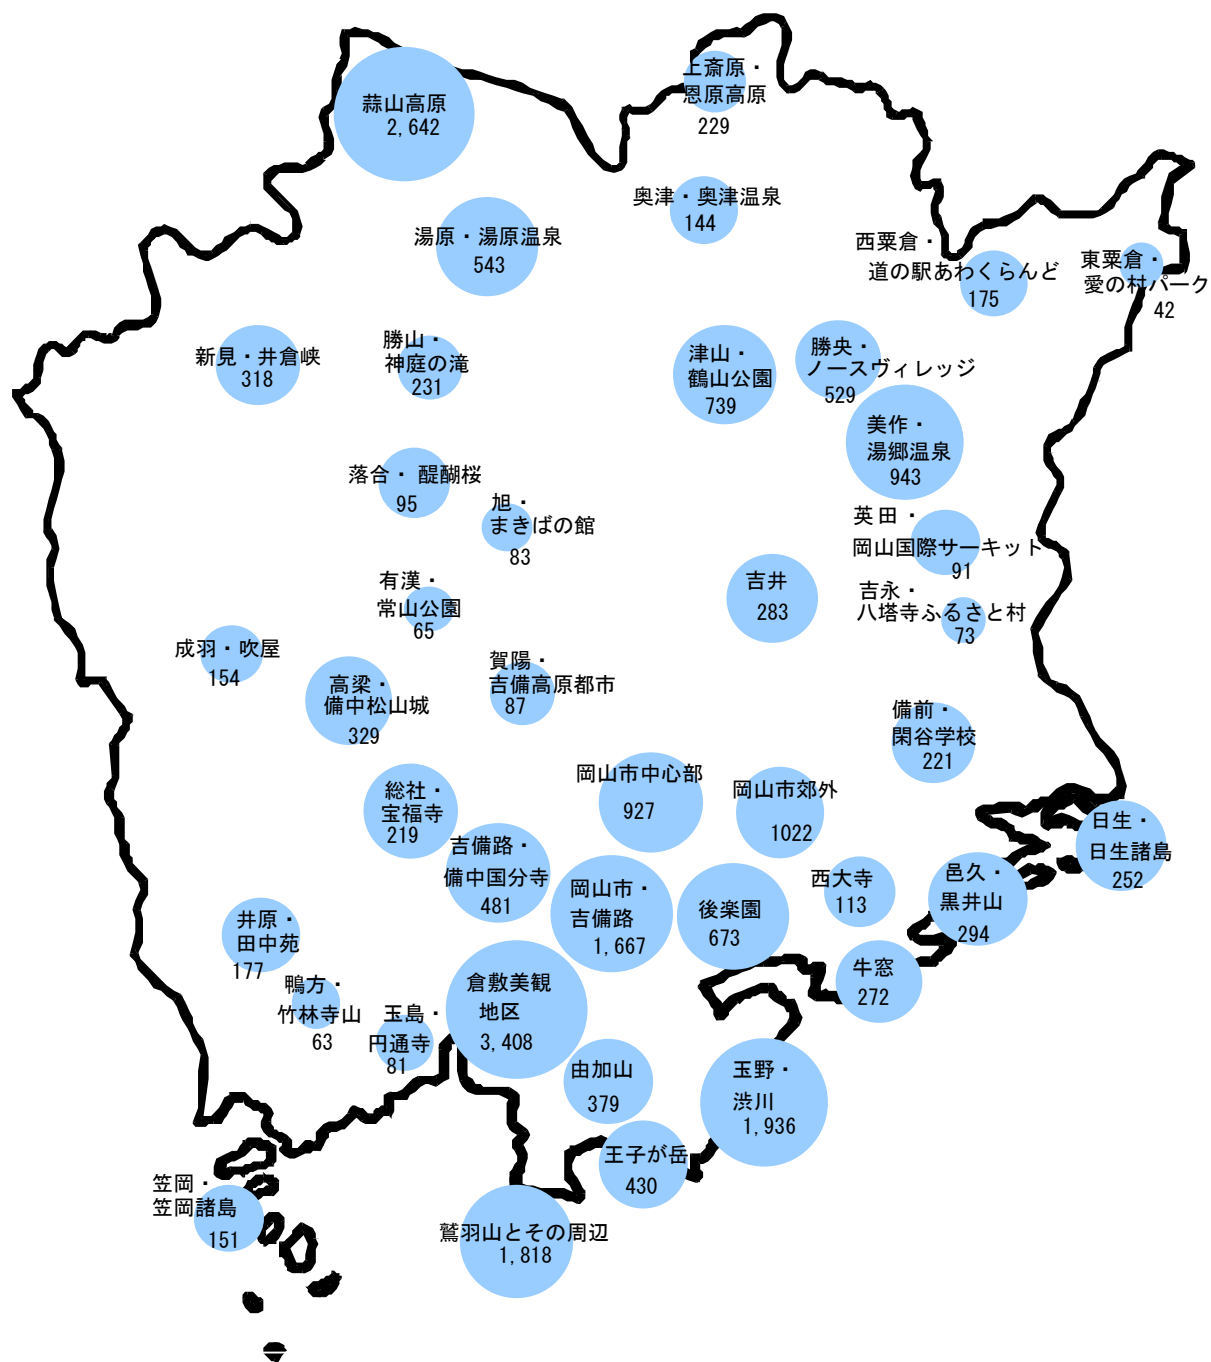 上斎原・
恩原高原
229
蒜山高原
2,642
奥津・奥津温泉
144
湯原・湯原温泉
543
西粟倉・
道の駅あわくらんど
175
東粟倉・
愛の村パーク
42
新見・井倉峡
318
勝山・
神庭の滝
231
津山・
鶴山公園
739
勝央・
ノースヴィレッジ
529
美作・
湯郷温泉
943
落合・ 醍醐桜
95
旭・
まきばの館
83
英田・
岡山国際サーキット
91
有漢・
常山公園
65
吉井
283
吉永・
八塔寺ふるさと村
73
成羽・吹屋
154
高梁・
備中松山城
329
賀陽・
吉備高原都市
87
備前・
閑谷学校
221
総社・
宝福寺
219
岡山市中心部
927
岡山市郊外
1022
日生・
日生諸島
252
吉備路・
備中国分寺
481
岡山市・
吉備路
1,667
後楽園
673
西大寺
113
邑久・
黒井山
294
井原・
田中苑
177
鴨方・
竹林寺山
63
玉島・
円通寺
81
倉敷美観
地区
3,408
牛窓
272
由加山
379
玉野・
渋川
1,936
王子が岳
430
笠岡・
笠岡諸島
151
鷲羽山とその周辺
1,818